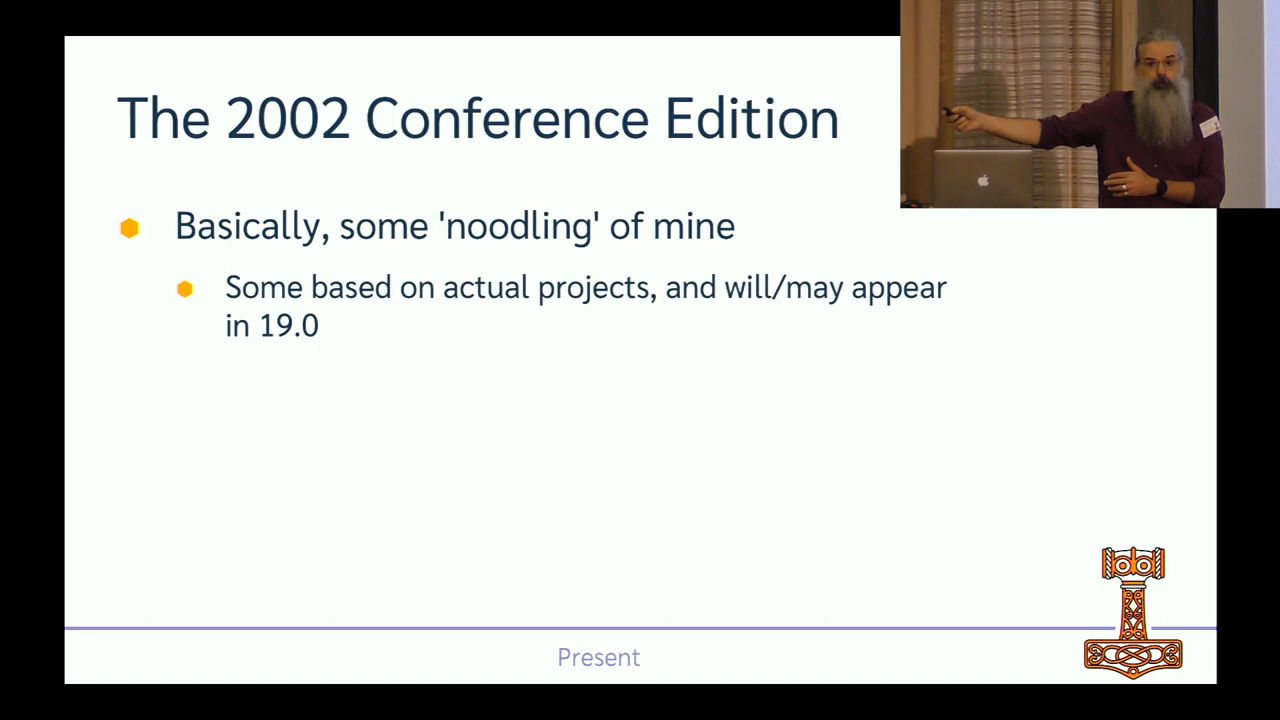 The 2002 Conference Edition
Basically, some 'noodling' of mine
Some based on actual projects, and will/may appear
in 19.0
Present